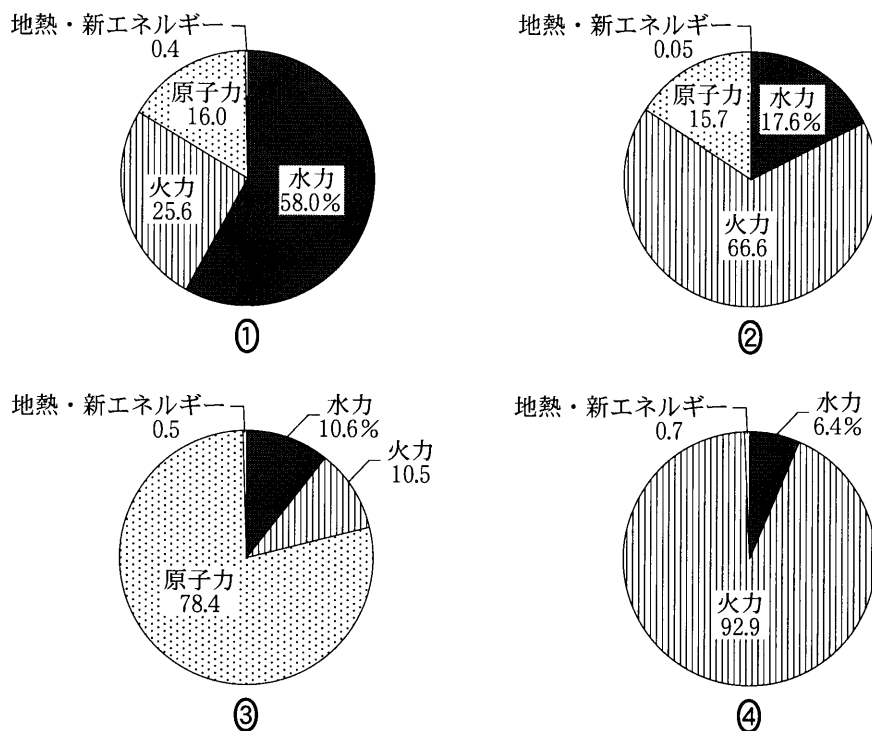 地熱・新エネルギー
0.4
原子力
16.0
火力
25.6
水力
58.0%
①
地熱・新エネルギー
0.05
原子力
15.7
水力
17.6%
火力
66.6
②
地熱・新エネルギー
0.5
水力
10.6%
火力
10.5
原子力
78.4
③
地熱・新エネルギー
0.7
水力
6.4%
火力
92.9
④